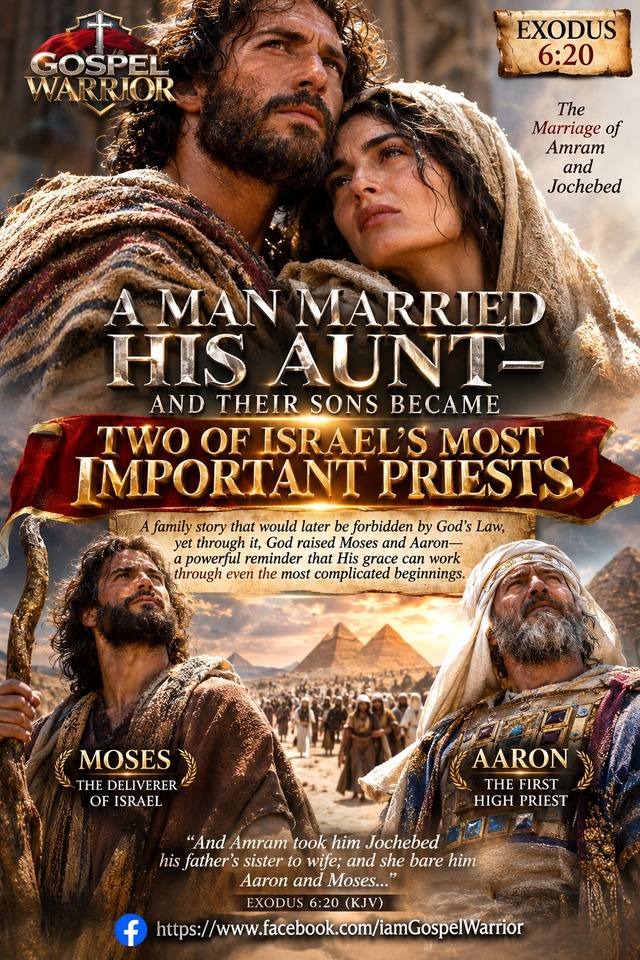 GOSPEL
WARRIOR
EXODUS
6:20
The
Marriage of
Amram
and
Jochebed
A MAN MARRIED
HIS AUNT—
AND THEIR SONS BECAME
TWO OF ISRAEL'S MOST
IMPORTANT PRIESTS.
A family story that would later be forbidden by God's Law,
yet through it, God raised Moses and Aaron—
a powerful reminder that His grace can work
through even the most complicated beginnings.
MOSES
THE DELIVERER
OF ISRAEL
AARON
THE FIRST
HIGH PRIEST
"And Amram took him Jochebed
his father's sister to wife; and she bare him
Aaron and Moses..."
EXODUS 6:20 (KJV)
f https://www.facebook.com/iamGospelWarrior